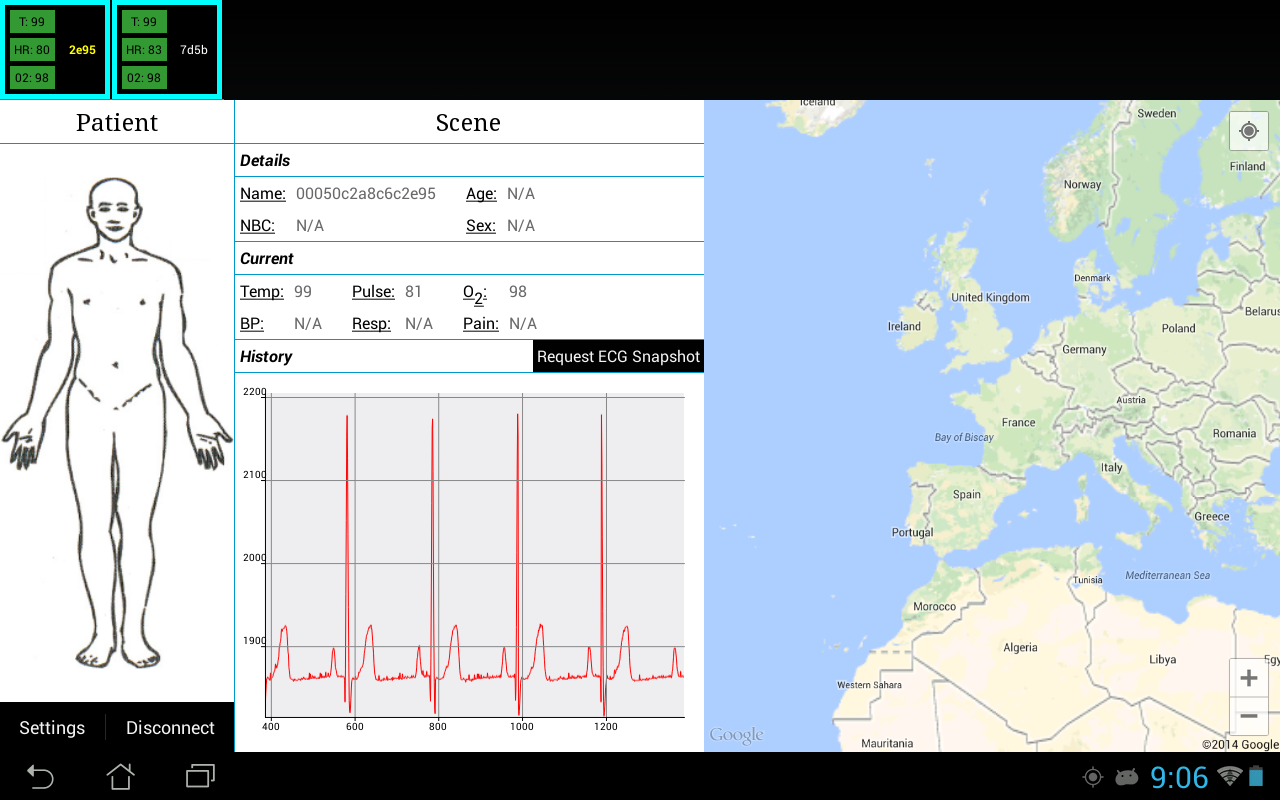 T: 99
HR: 80
2e95
02: 98
T: 99
HR: 83
7d5b
02: 98
Patient
Scene
Details
Name: 00050c2a8c6c2e95 Age: N/A
NBC: N/A Sex: N/A
Current
Temp: 99 Pulse: 81 O2: 98
BP: N/A Resp: N/A Pain: N/A
History
Request ECG Snapshot
2200
2100
2000
1900
400 600 800 1000 1200
Settings
Disconnect
Iceland
Sweden
Finland
Norway
Denmark
United Kingdom
Ireland
Belarus
Poland
Germany
Austria
France
Romania
Bay of Biscay
Italy
Spain
Greece
Portugal
Mediterranean Sea
Tunisia
Morocco
Algeria
Libya
Egy
Western Sahara
Mauritania
+
−
Google
©2014 Google
9:06